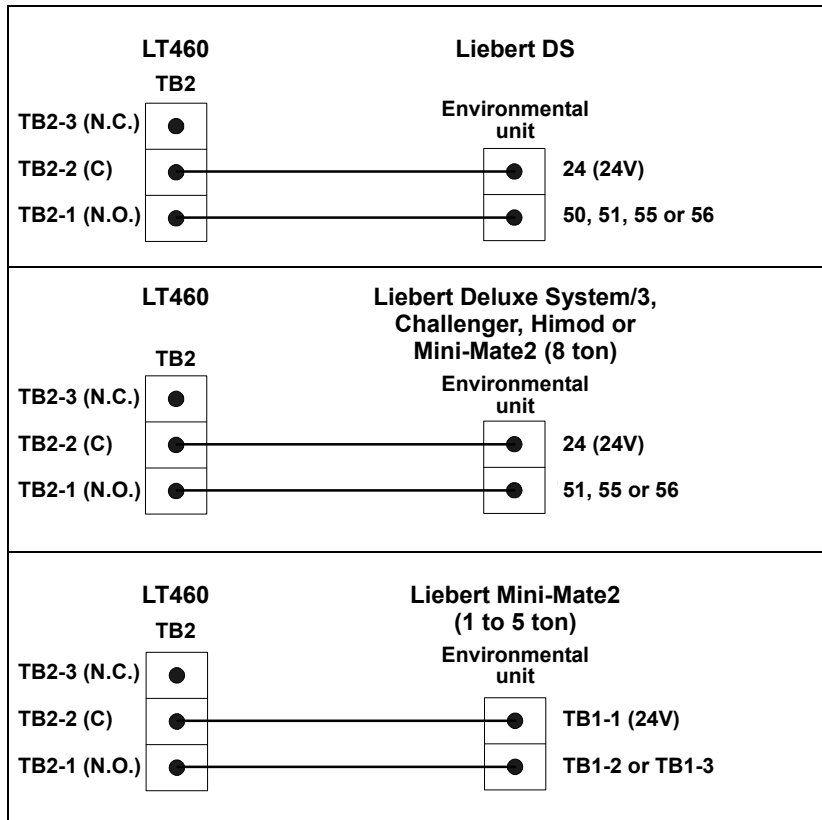 LT460
Liebert DS
TB2
Environmental
unit
TB2-3 (N.C.)
TB2-2 (C)
24 (24V)
TB2-1 (N.O.)
50, 51, 55 or 56
LT460
Liebert Deluxe System/3,
Challenger, Himod or
Mini-Mate2 (8 ton)
TB2
Environmental
unit
TB2-3 (N.C.)
TB2-2 (C)
24 (24V)
TB2-1 (N.O.)
51, 55 or 56
LT460
Liebert Mini-Mate2
(1 to 5 ton)
TB2
Environmental
unit
TB2-3 (N.C.)
TB2-2 (C)
TB1-1 (24V)
TB2-1 (N.O.)
TB1-2 or TB1-3